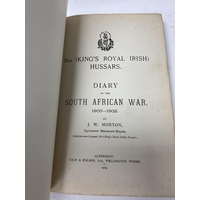 (KING'S ROYAL IRISH)
HUSSARS.
DIARY
OF THE
SOUTH AFRICAN WAR,
1900-1902.
BY
J. W. MORTON,
ALDERSHOT:
GALE & POLDEN, LTD., WELLINGTON WORKS.